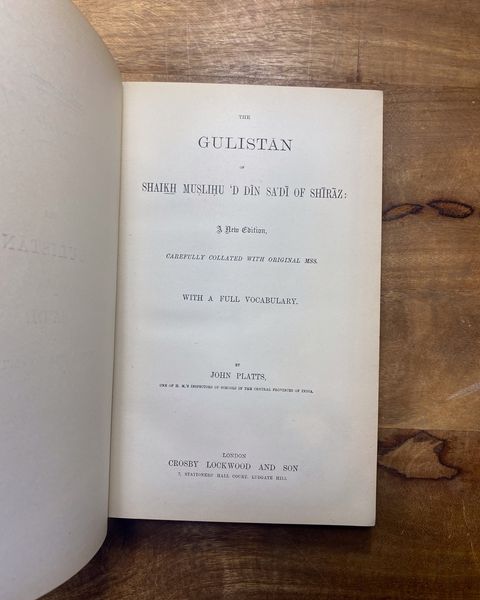 THE
GULISTĀN
OF
SHAIKH MUṢLIḤU 'D DĪN SA'DĪ OF SHĪRĀZ:
A New Edition,
CAREFULLY COLLATED WITH ORIGINAL MSS.
WITH A FULL VOCABULARY.
BY
JOHN PLATTS,
ONE OF H. M.'S INSPECTORS OF SCHOOLS IN THE CENTRAL PROVINCES OF INDIA.
LONDON
CROSBY LOCKWOOD AND SON
7, STATIONERS' HALL COURT, LUDGATE HILL